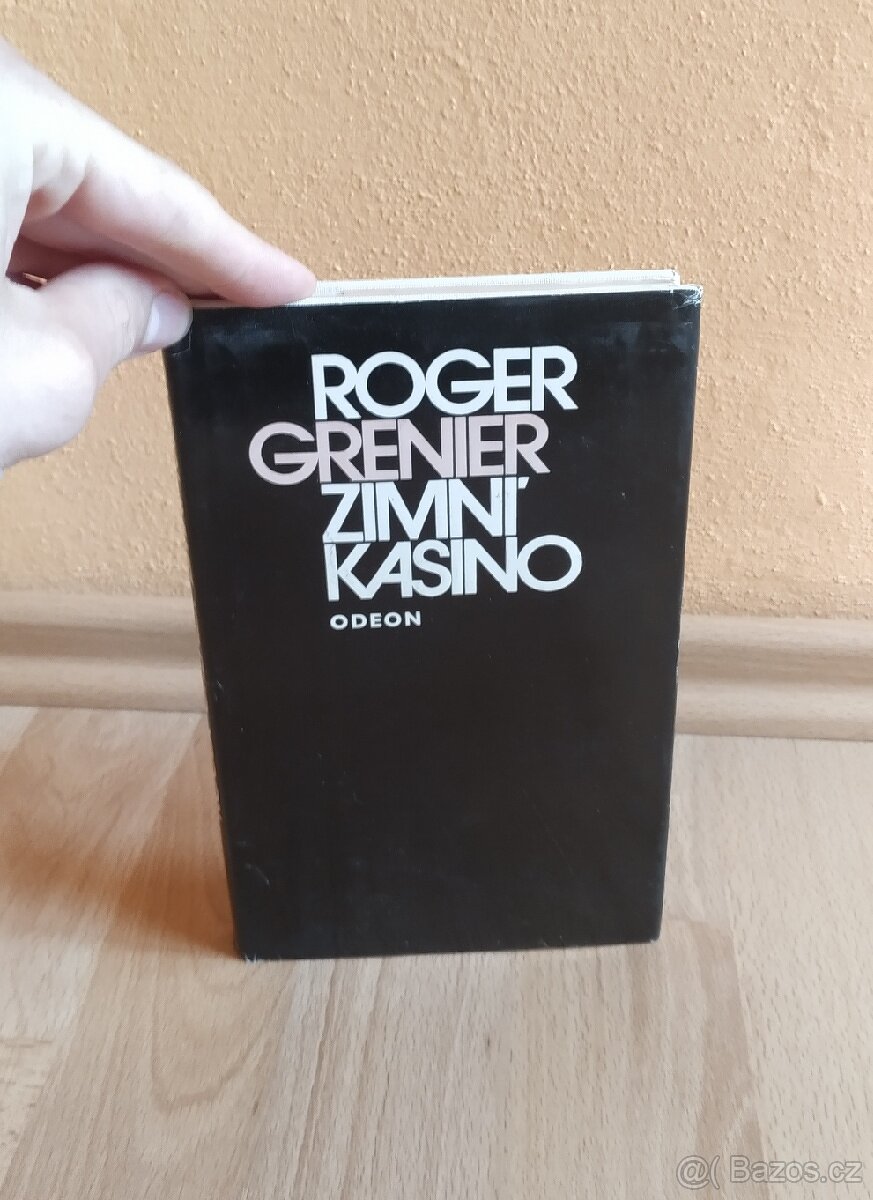 ROGER
GRENIER
ZIMNÍ
KASINO
ODEON
@( Bazos.cz